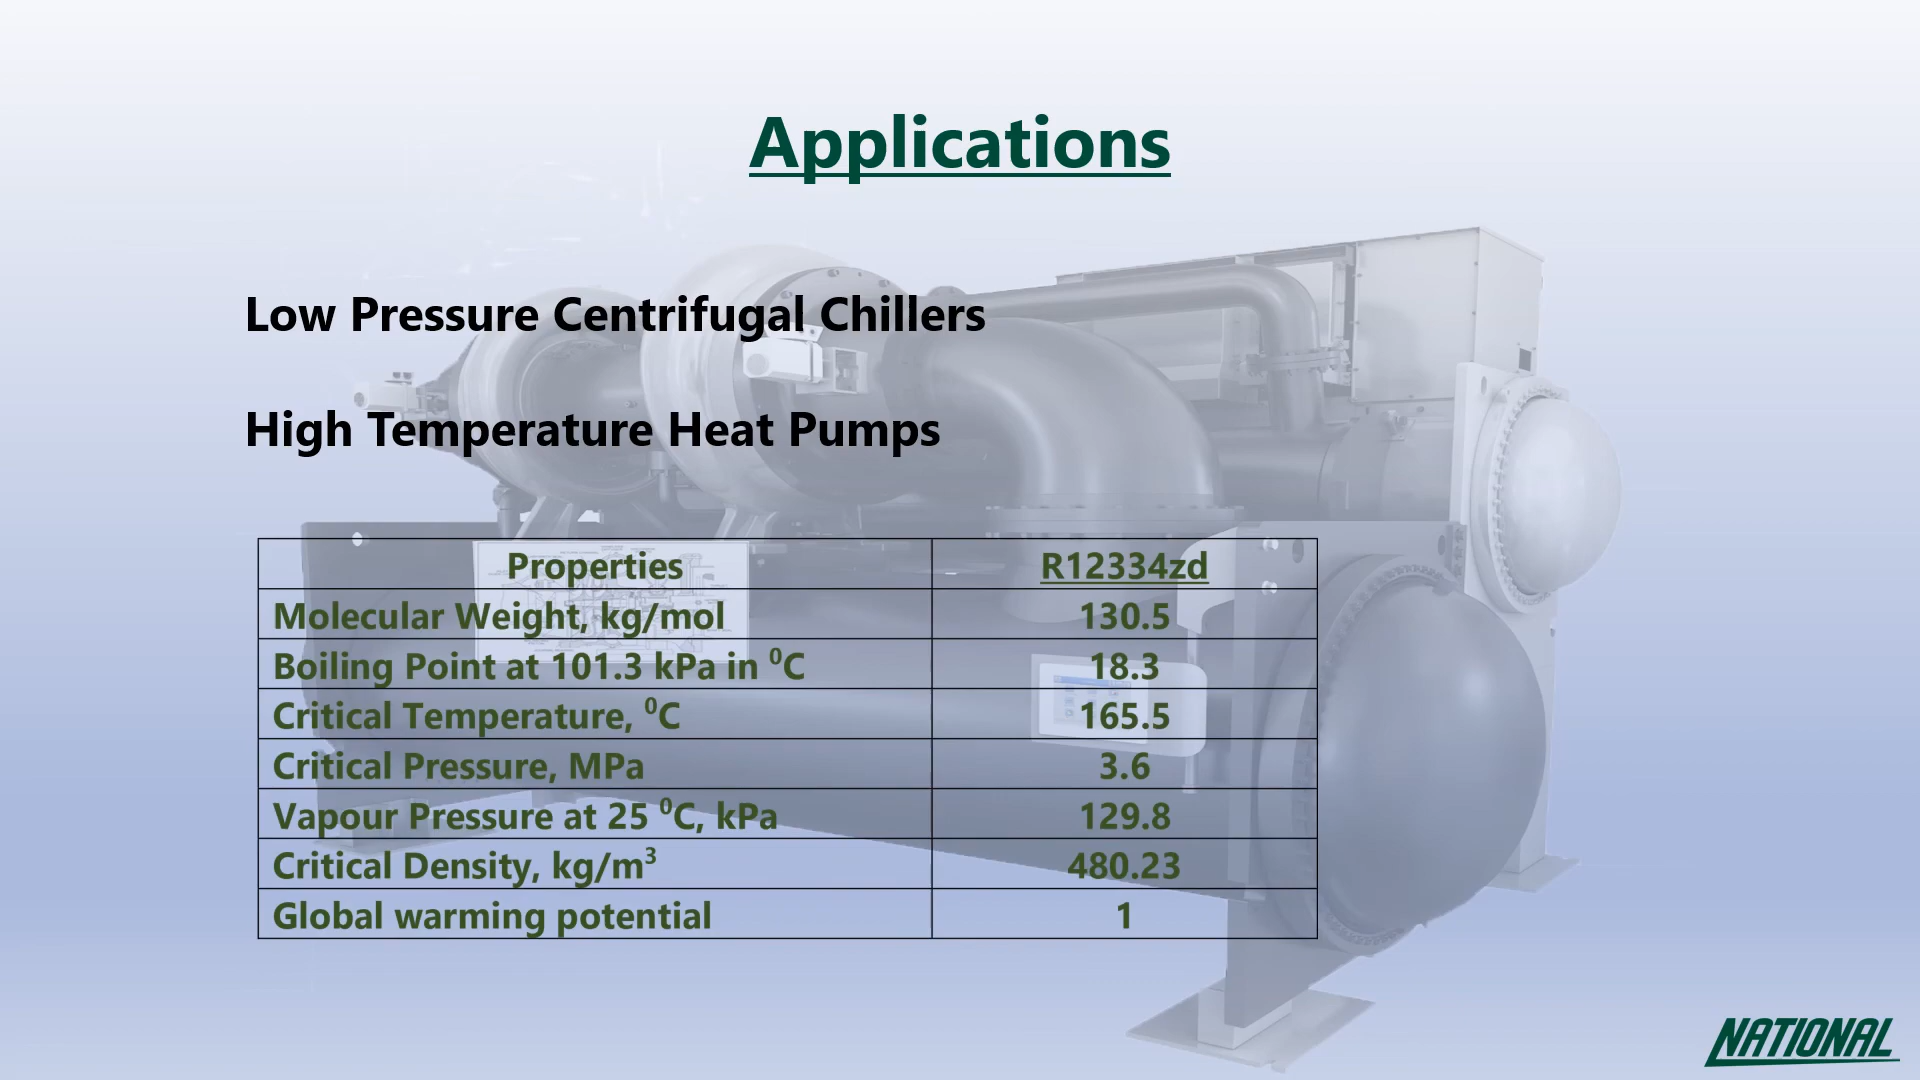 Applications
Low Pressure Centrifugal Chillers
High Temperature Heat Pumps
Properties R12334zd
Molecular Weight, kg/mol 130.5
Boiling Point at 101.3 kPa in ⁰C 18.3
Critical Temperature, ⁰C 165.5
Critical Pressure, MPa 3.6
Vapour Pressure at 25 ⁰C, kPa 129.8
Critical Density, kg/m³ 480.23
Global warming potential 1
NATIONAL